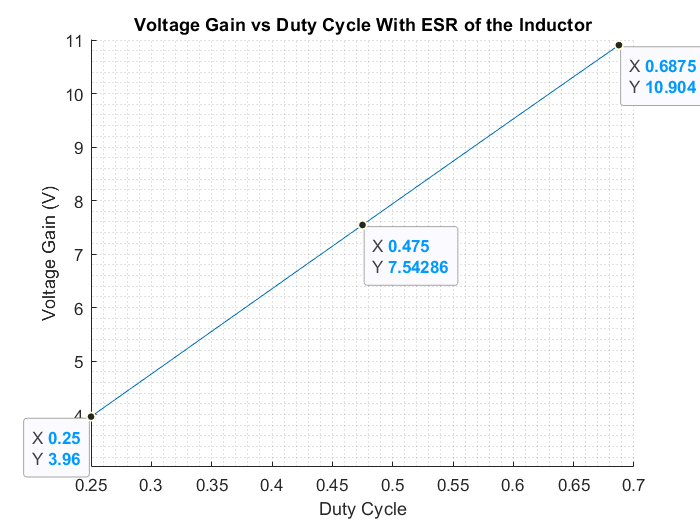 Voltage Gain vs Duty Cycle With ESR of the Inductor
Voltage Gain (V)
11
10
9
8
7
6
5
4
X 0.6875
Y 10.904
X 0.475
Y 7.54286
X 0.25
Y 3.96
0.25 0.3 0.35 0.4 0.45 0.5 0.55 0.6 0.65 0.7
Duty Cycle